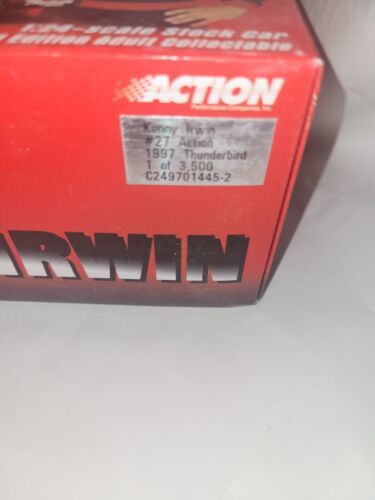 1:24-Scale Stock Car
Edition Adult Collectable
ACTION
Performance Companies, Inc.
Kenny Irwin
#27 Action
1997 Thunderbird
1 of 3,500
C249701445-2
IRWIN